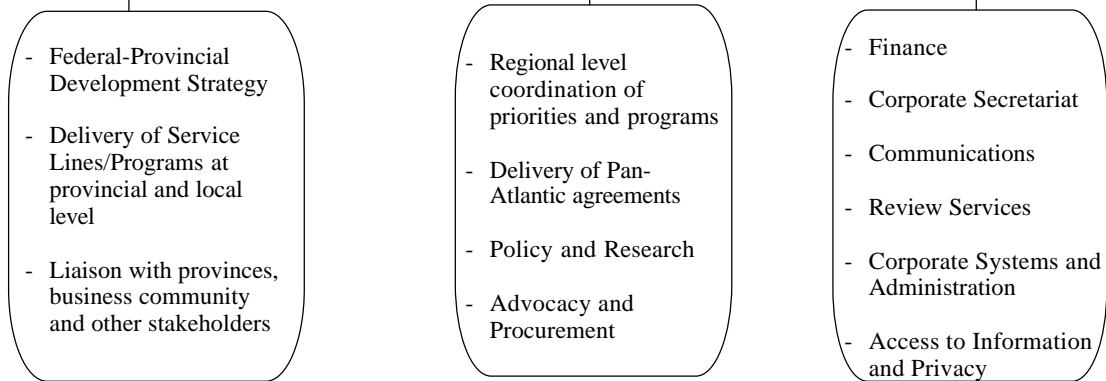 - Federal-Provincial
Development Strategy
- Delivery of Service
Lines/Programs at
provincial and local
level
- Liaison with provinces,
business community
and other stakeholders
- Regional level
coordination of
priorities and programs
- Delivery of Pan-
Atlantic agreements
- Policy and Research
- Advocacy and
Procurement
- Finance
- Corporate Secretariat
- Communications
- Review Services
- Corporate Systems and
Administration
- Access to Information
and Privacy